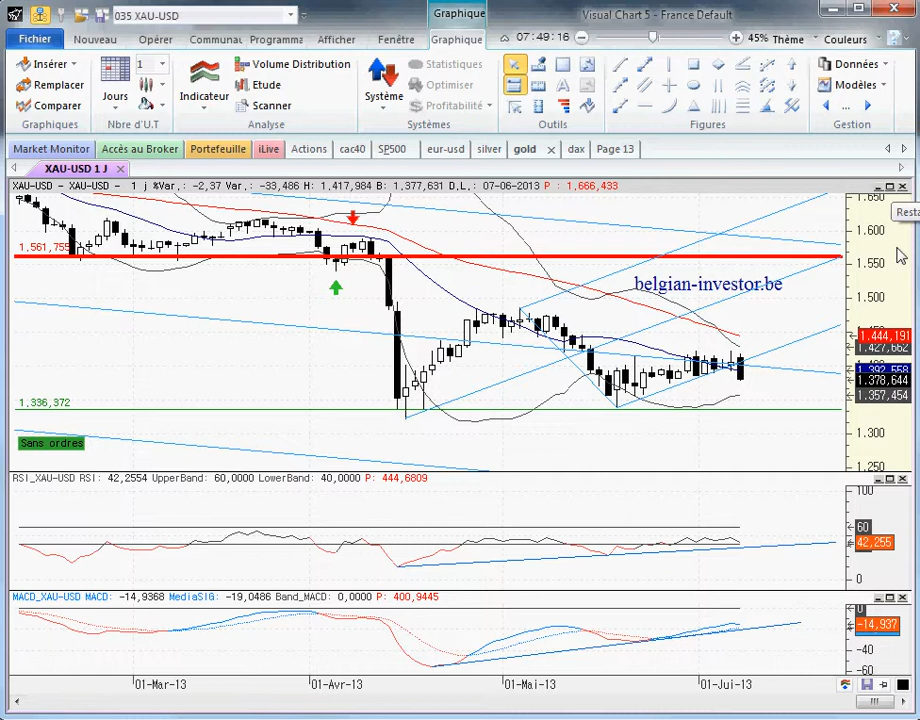 035 XAU-USD
Graphique
Visual Chart 5 - France Default
Fichier Nouveau Opérer Communau Programma Afficher Fenêtre Graphique 07:49:16 45% Thème Couleurs
Insérer 1 Volume Distribution Statistiques Données
Remplacer Etude Optimiser Modèles
Comparer Jours Indicateur Scanner Système Profitabilité ...
Graphiques Nbre d'U.T Analyse Systèmes Outils Figures Gestion
Market Monitor Accès au Broker Portefeuille iLive Actions cac40 SP500 eur-usd silver gold dax Page 13
XAU-USD 1 J
XAU-USD - XAU-USD - 1 j %Var.: -2,37 Var.: -33,486 H: 1.417,984 B: 1.377,631 D.L.: 07-06-2013 P : 1,666,433
1.650
Resta
1.600
1,561,755
1.550
belgian-investor.be
1.500
1.444,191
1.427,662
1.392,558
1.378,644
1.357,454
1,336,372
1.300
Sans ordres
1.250
RSI_XAU-USD RSI: 42,2554 UpperBand: 60,0000 LowerBand: 40,0000 P: 444,6809
100
60
42,255
0
MACD_XAU-USD MACD: -14,9368 MediaSIG: -19,0486 Band_MACD: 0,0000 P: 400,9445
0
-14,937
-40
-60
01-Mar-13 01-Avr-13 01-Mai-13 01-Jui-13